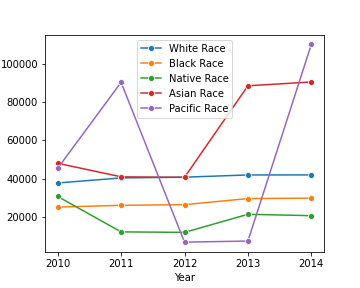 White Race
Black Race
Native Race
Asian Race
Pacific Race
100000
80000
60000
40000
20000
2010 2011 2012 2013 2014
Year